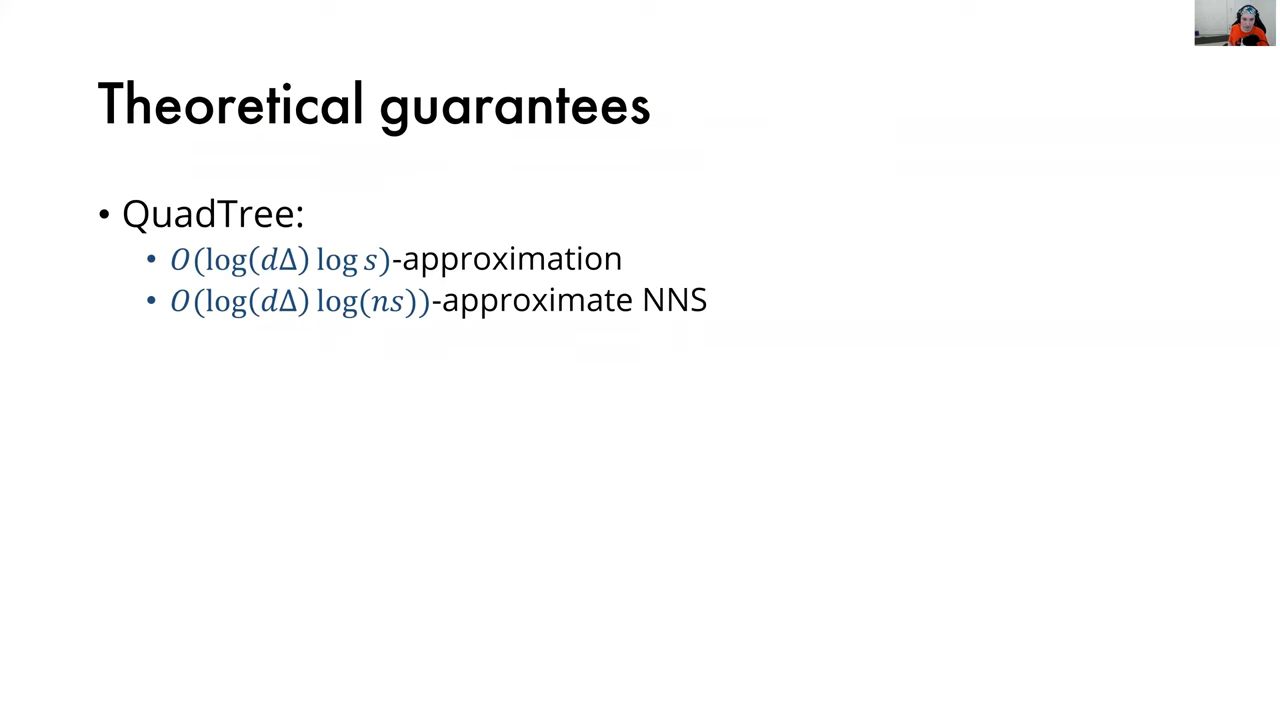 Theoretical guarantees
• QuadTree:
• O(log(dΔ) log s)-approximation
• O(log(dΔ) log(ns))-approximate NNS